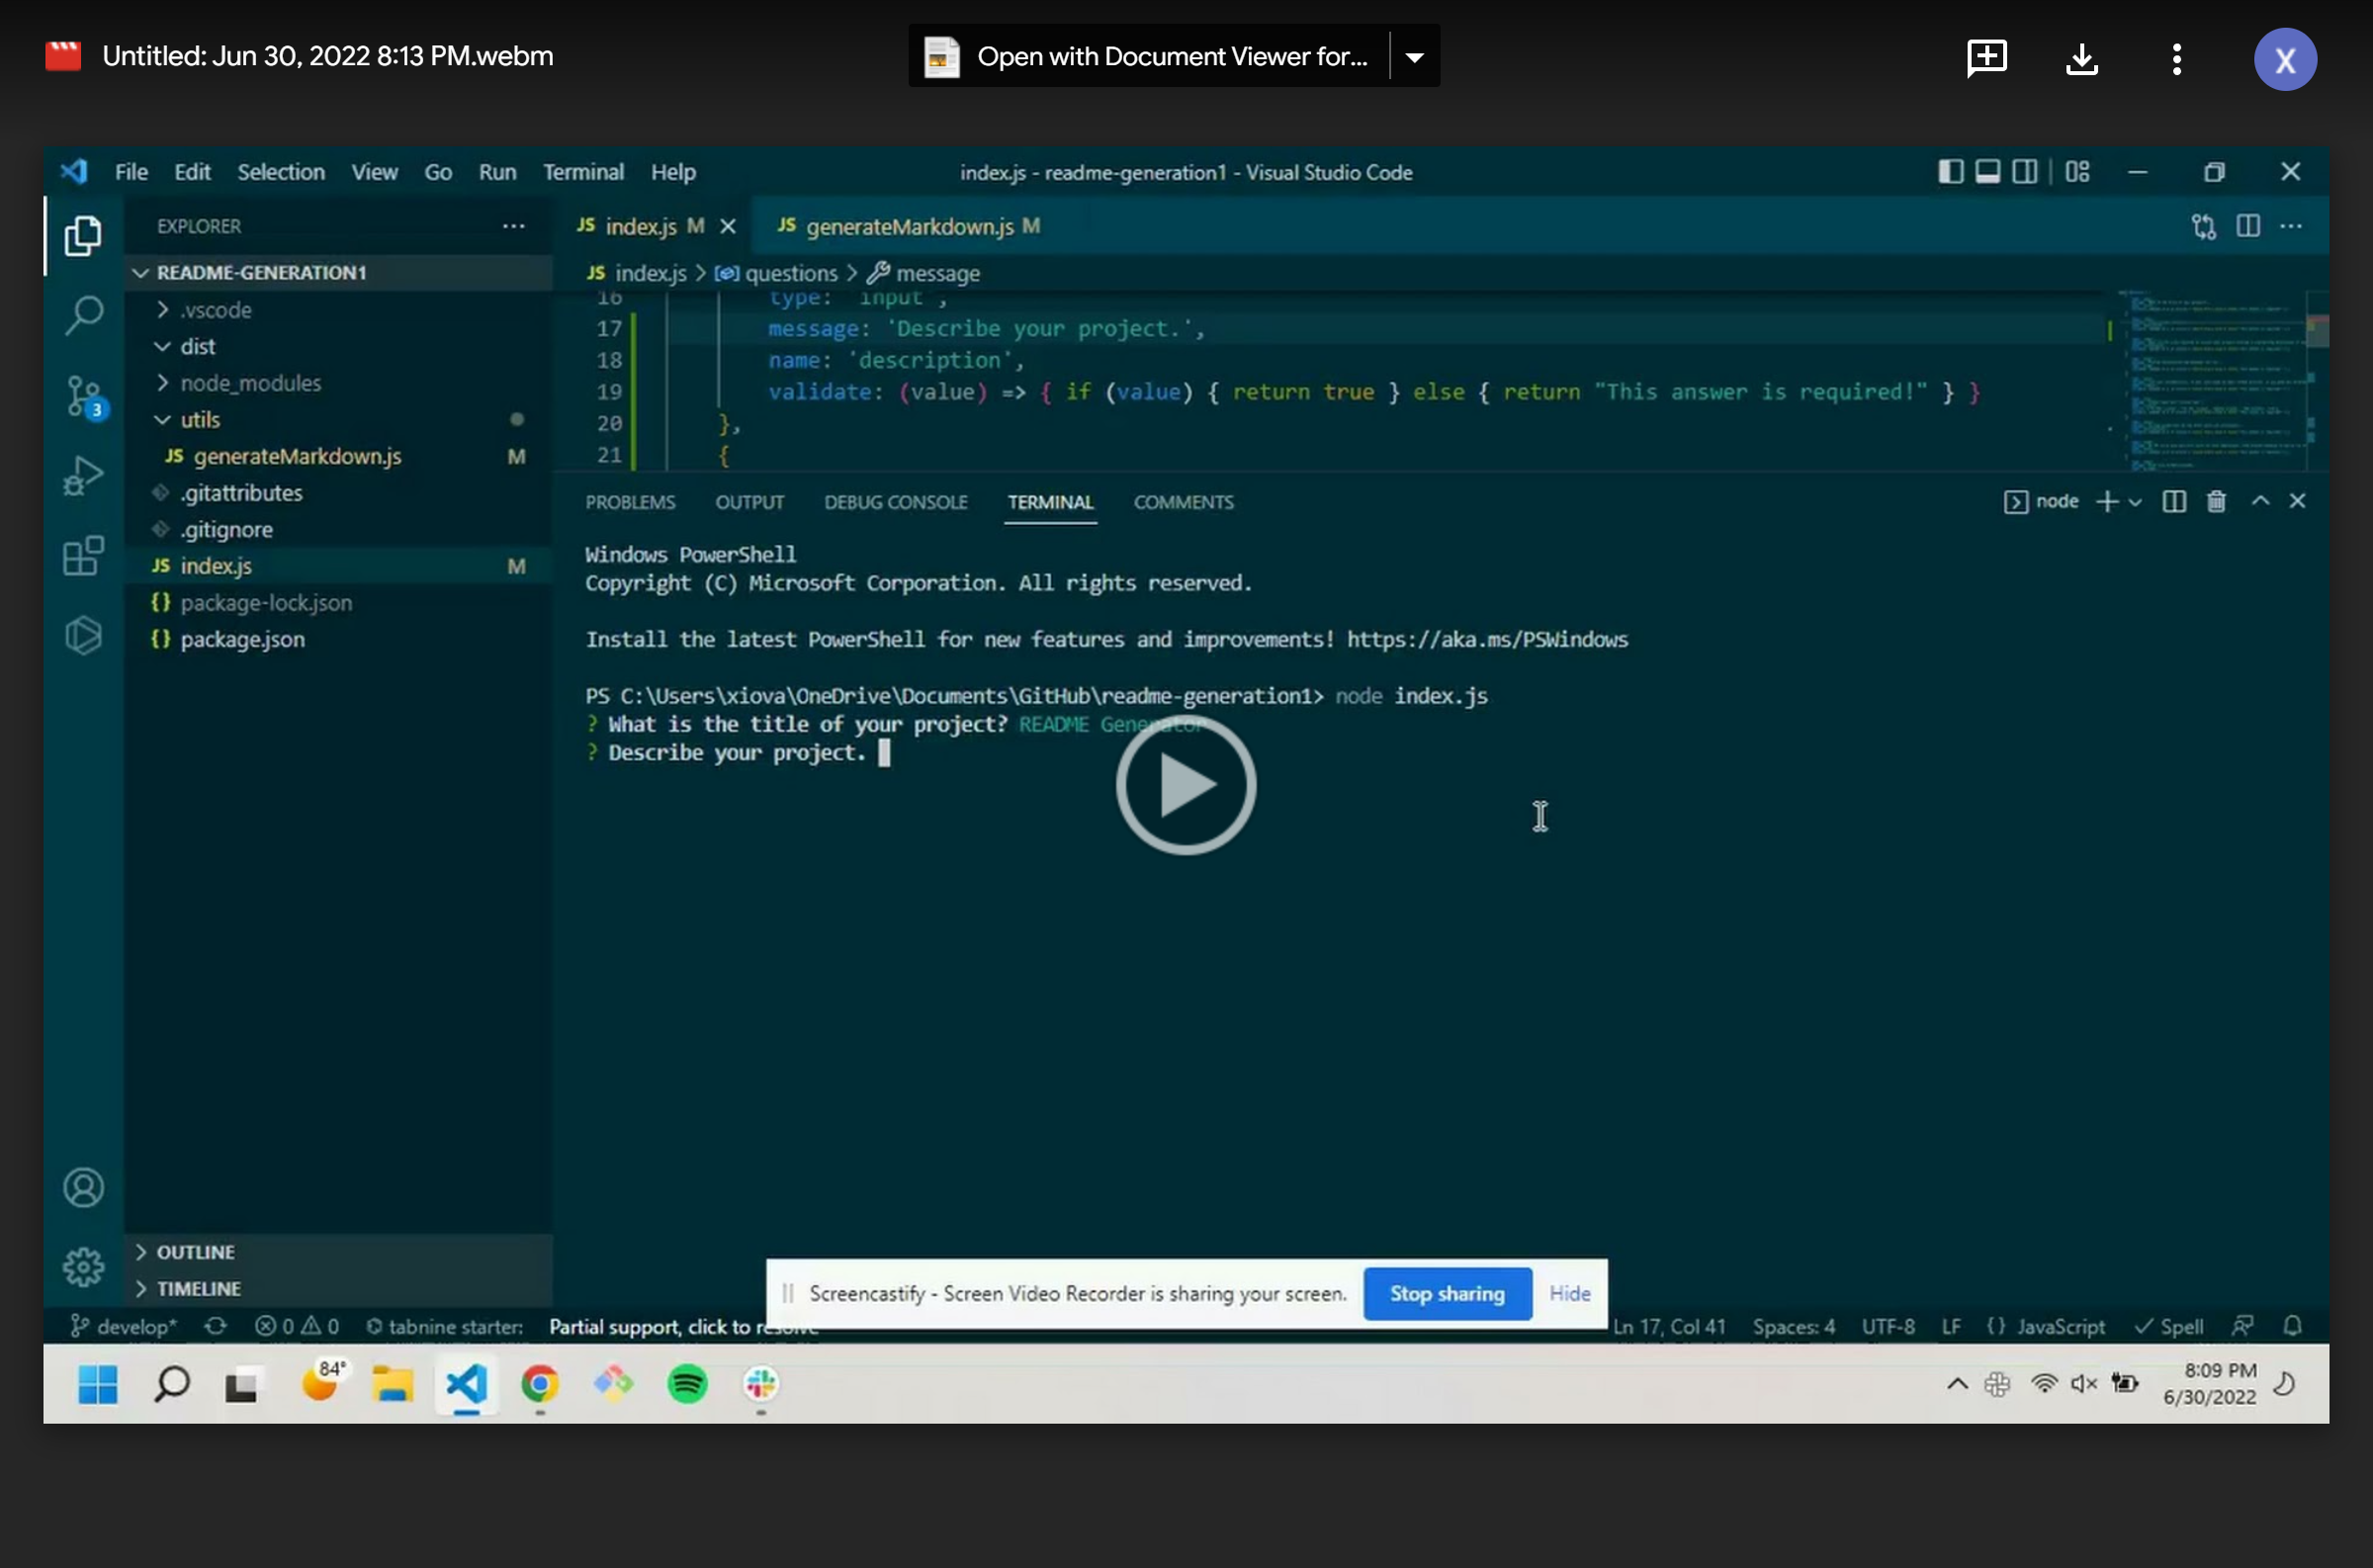 Untitled: Jun 30, 2022 8:13 PM.webm
Open with Document Viewer for...
X
File Edit Selection View Go Run Terminal Help
index.js - readme-generation1 - Visual Studio Code
EXPLORER
README-GENERATION1
.vscode
dist
node_modules
utils
JS generateMarkdown.js M
.gitattributes
.gitignore
JS index.js M
{} package-lock.json
{} package.json
3
OUTLINE
TIMELINE
JS index.js M
JS generateMarkdown.js M
JS index.js > questions > message
16 type: 'input',
17 message: 'Describe your project.',
18 name: 'description',
19 validate: (value) => { if (value) { return true } else { return "This answer is required!" } }
20 },
21 {
PROBLEMS OUTPUT DEBUG CONSOLE TERMINAL COMMENTS
node
Windows PowerShell
Copyright (C) Microsoft Corporation. All rights reserved.
Install the latest PowerShell for new features and improvements! https://aka.ms/PSWindows
PS C:\Users\xiova\OneDrive\Documents\GitHub\readme-generation1> node index.js
? What is the title of your project? README Generator
? Describe your project.
Screencastify - Screen Video Recorder is sharing your screen. Stop sharing Hide
develop* 0 0 tabnine starter: Partial support, click to resolve
Ln 17, Col 41 Spaces: 4 UTF-8 LF {} JavaScript Spell
84°
8:09 PM
6/30/2022